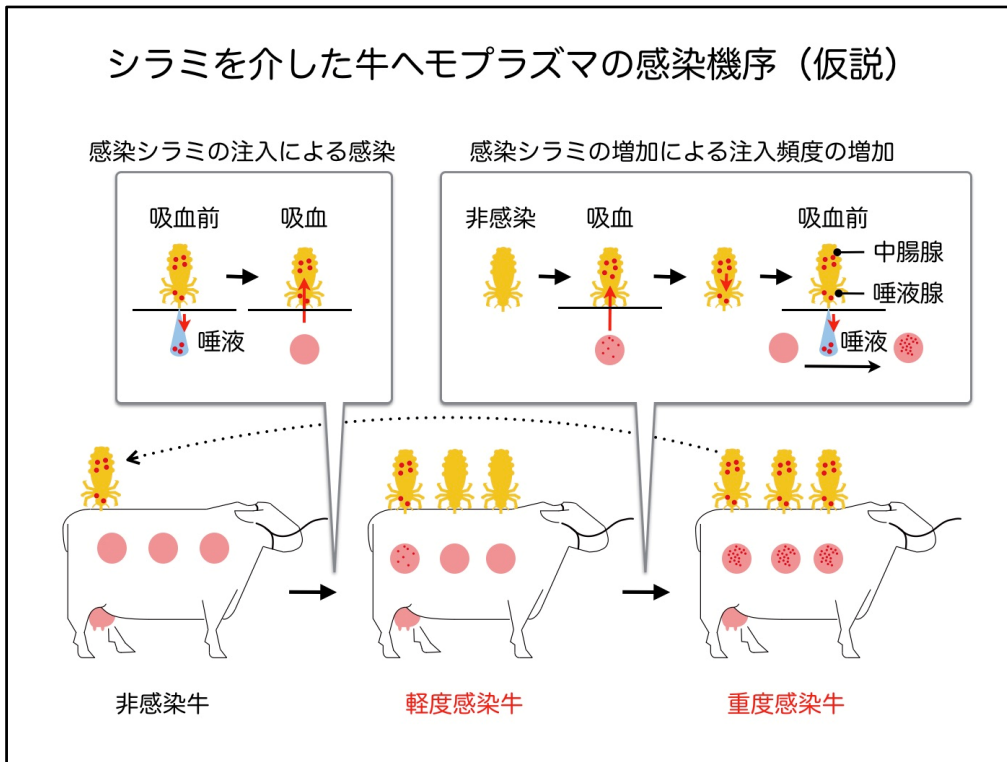 シラミを介した牛ヘモプラズマの感染機序（仮説）
感染シラミの注入による感染
吸血前
吸血
唾液
感染シラミの増加による注入頻度の増加
非感染
吸血
吸血前
中腸腺
唾液腺
唾液
非感染牛
軽度感染牛
重度感染牛